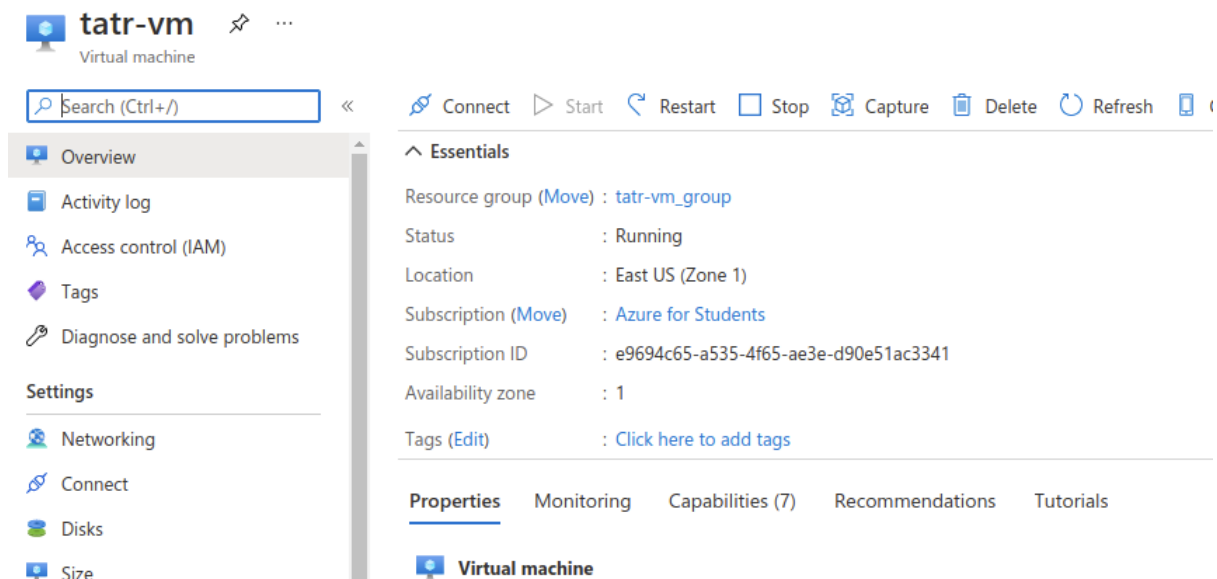 tatr-vm ...
Virtual machine
Search (Ctrl+/) «
Overview
Activity log
Access control (IAM)
Tags
Diagnose and solve problems
Settings
Networking
Connect
Disks
Size
Connect Start Restart Stop Capture Delete Refresh
Essentials
Resource group (Move) : tatr-vm_group
Status : Running
Location : East US (Zone 1)
Subscription (Move) : Azure for Students
Subscription ID : e9694c65-a535-4f65-ae3e-d90e51ac3341
Availability zone : 1
Tags (Edit) : Click here to add tags
Properties Monitoring Capabilities (7) Recommendations Tutorials
Virtual machine